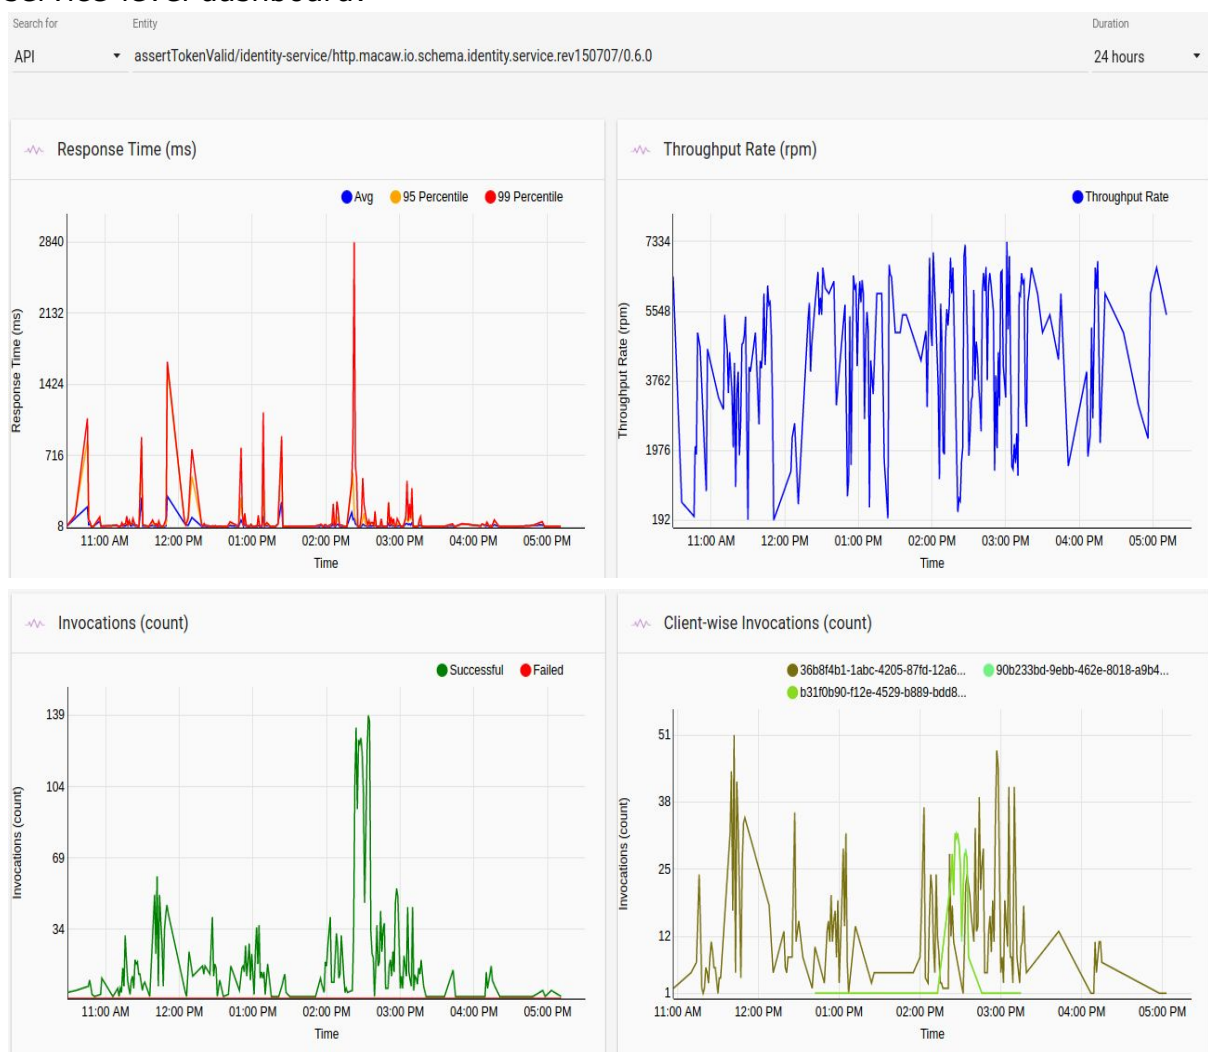 service-level dashboard.
Search for
Entity
Duration
API
assertTokenValid/identity-service/http.macaw.io.schema.identity.service.rev150707/0.6.0
24 hours
Response Time (ms)
Avg
95 Percentile
99 Percentile
2840
2132
1424
716
8
Response Time (ms)
11:00 AM
12:00 PM
01:00 PM
02:00 PM
03:00 PM
04:00 PM
05:00 PM
Time
Throughput Rate (rpm)
Throughput Rate
7334
5548
3762
1976
192
Throughput Rate (rpm)
11:00 AM
12:00 PM
01:00 PM
02:00 PM
03:00 PM
04:00 PM
05:00 PM
Time
Invocations (count)
Successful
Failed
139
104
69
34
Invocations (count)
11:00 AM
12:00 PM
01:00 PM
02:00 PM
03:00 PM
04:00 PM
05:00 PM
Time
Client-wise Invocations (count)
36b8f4b1-1abc-4205-87fd-12a6...
90b233bd-9ebb-462e-8018-a9b4...
b31f0b90-f12e-4529-b889-bdd8...
51
38
25
12
1
Invocations (count)
11:00 AM
12:00 PM
01:00 PM
02:00 PM
03:00 PM
04:00 PM
05:00 PM
Time